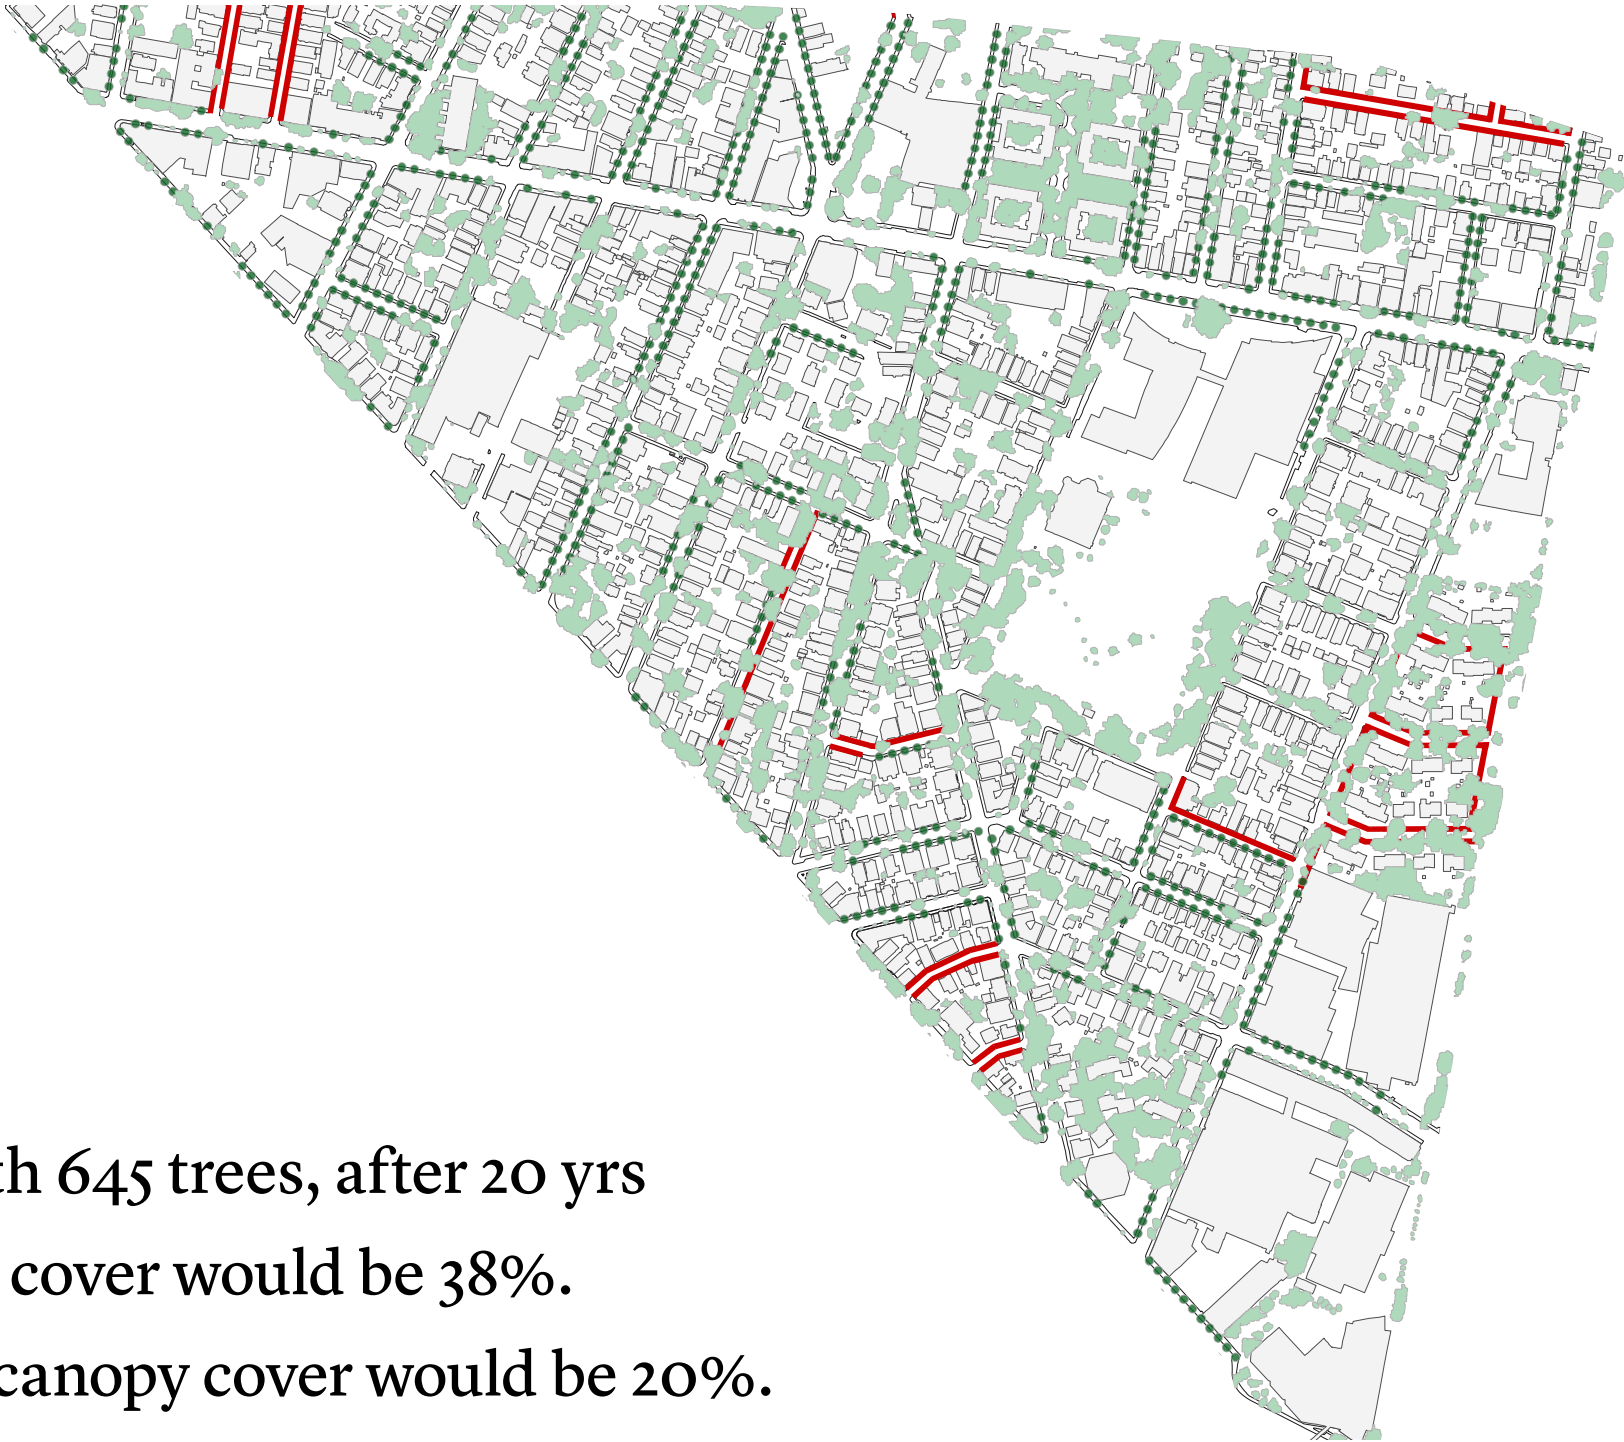 th 645 trees, after 20 yrs
cover would be 38%.
canopy cover would be 20%.